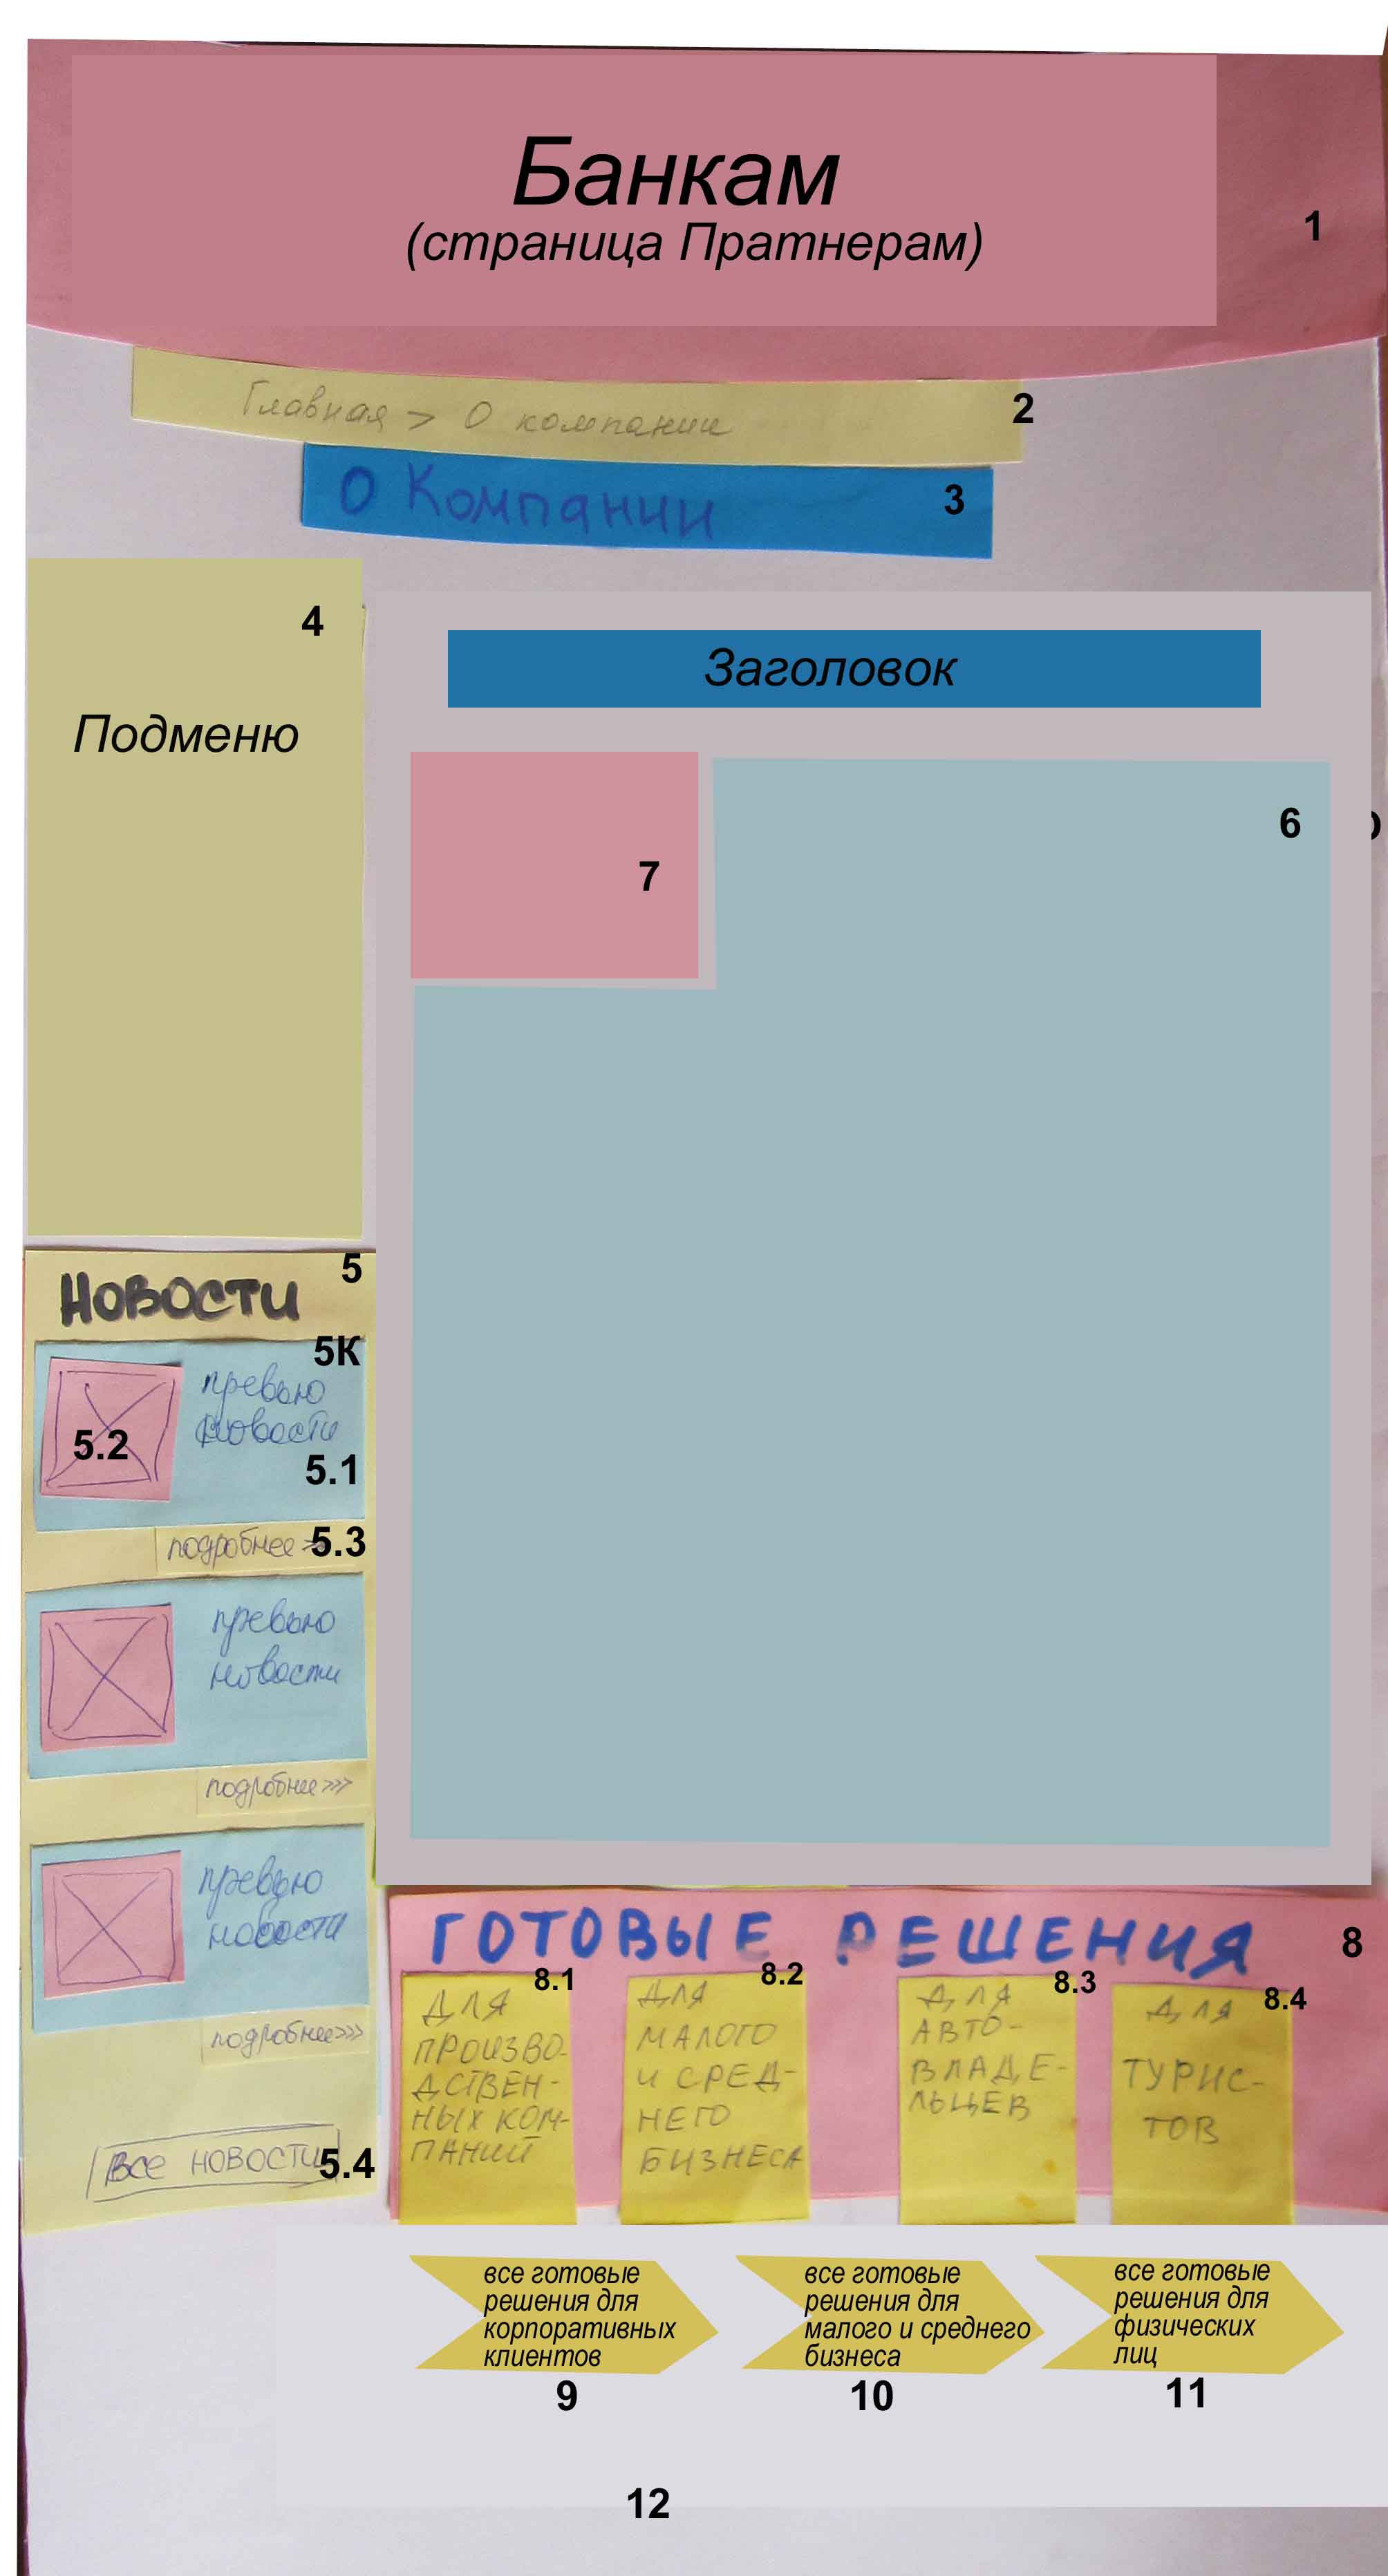 Банкам
(страница Пратнерам)
1
Главная > О компании
2
О Компании
3
4
Подменю
Заголовок
6
7
5
Новости
5К
превью
новости
5.2
5.1
подробнее >>
5.3
превью
новости
подробнее >>>
превью
новости
подробнее >>>
Все новости
5.4
ГОТОВЫЕ РЕШЕНИЯ
8
8.1
ДЛЯ
ПРОИЗВО-
ДСТВЕН-
НЫХ КОМ-
ПАНИЙ
8.2
ДЛЯ
МАЛОГО
И СРЕД-
НЕГО
БИЗНЕСА
8.3
ДЛЯ
АВТО-
ВЛАДЕ-
ЛЬЦЕВ
8.4
ДЛЯ
ТУРИС-
ТОВ
все готовые
решения для
корпоративных
клиентов
9
все готовые
решения для
малого и среднего
бизнеса
10
все готовые
решения для
физических
лиц
11
12